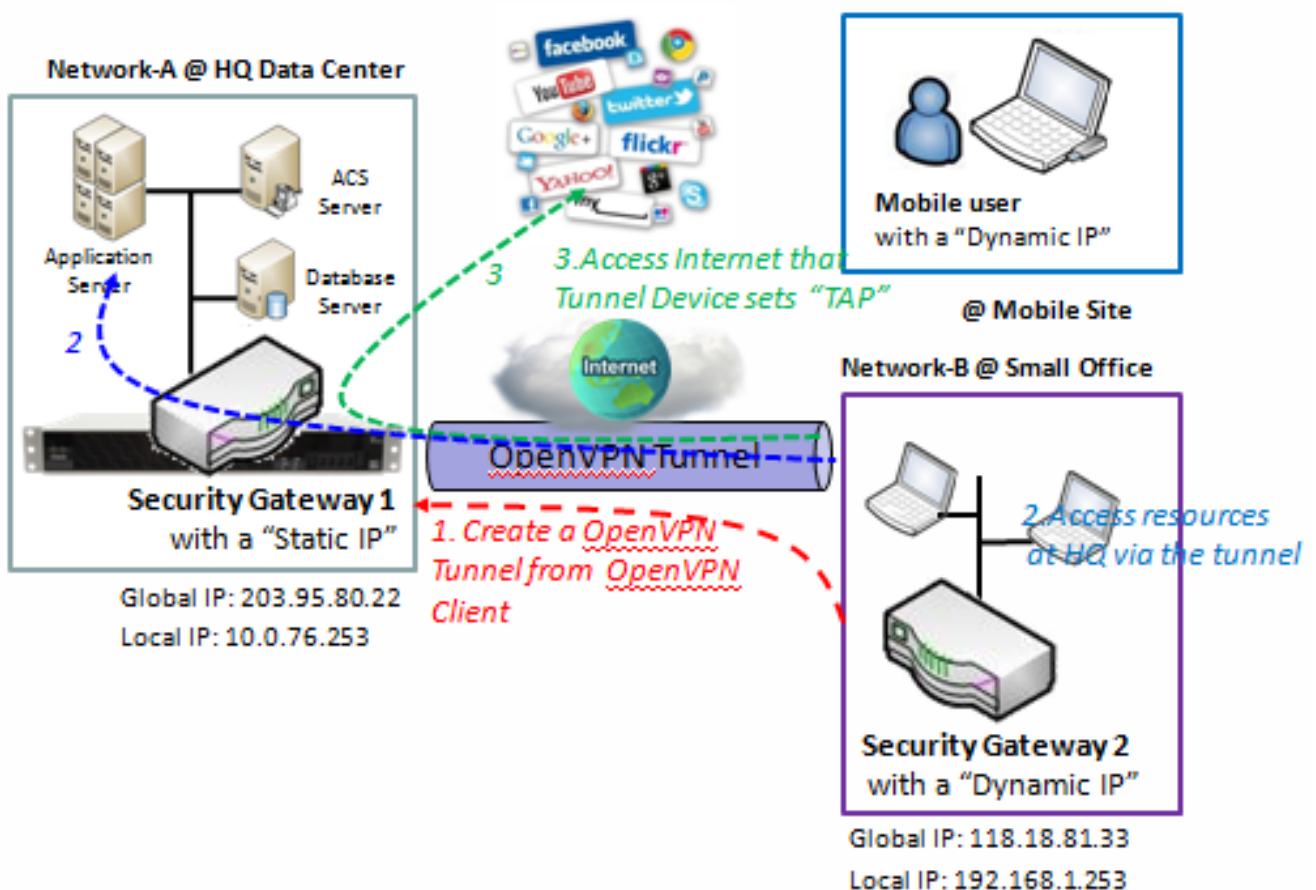 Network-A @ HQ Data Center
ACS
Server
Application
Server
Database
Server
2
Security Gateway 1
with a “Static IP”
Global IP: 203.95.80.22
Local IP: 10.0.76.253
facebook
YouTube
twitter
Google+
flickr
YAHOO!
g+
my
3
3.Access Internet that
Tunnel Device sets “TAP”
Internet
OpenVPN Tunnel
1. Create a OpenVPN
Tunnel from OpenVPN
Client
Mobile user
with a “Dynamic IP”
@ Mobile Site
Network-B @ Small Office
2.Access resources
at HQ via the tunnel
Security Gateway 2
with a “Dynamic IP”
Global IP: 118.18.81.33
Local IP: 192.168.1.253